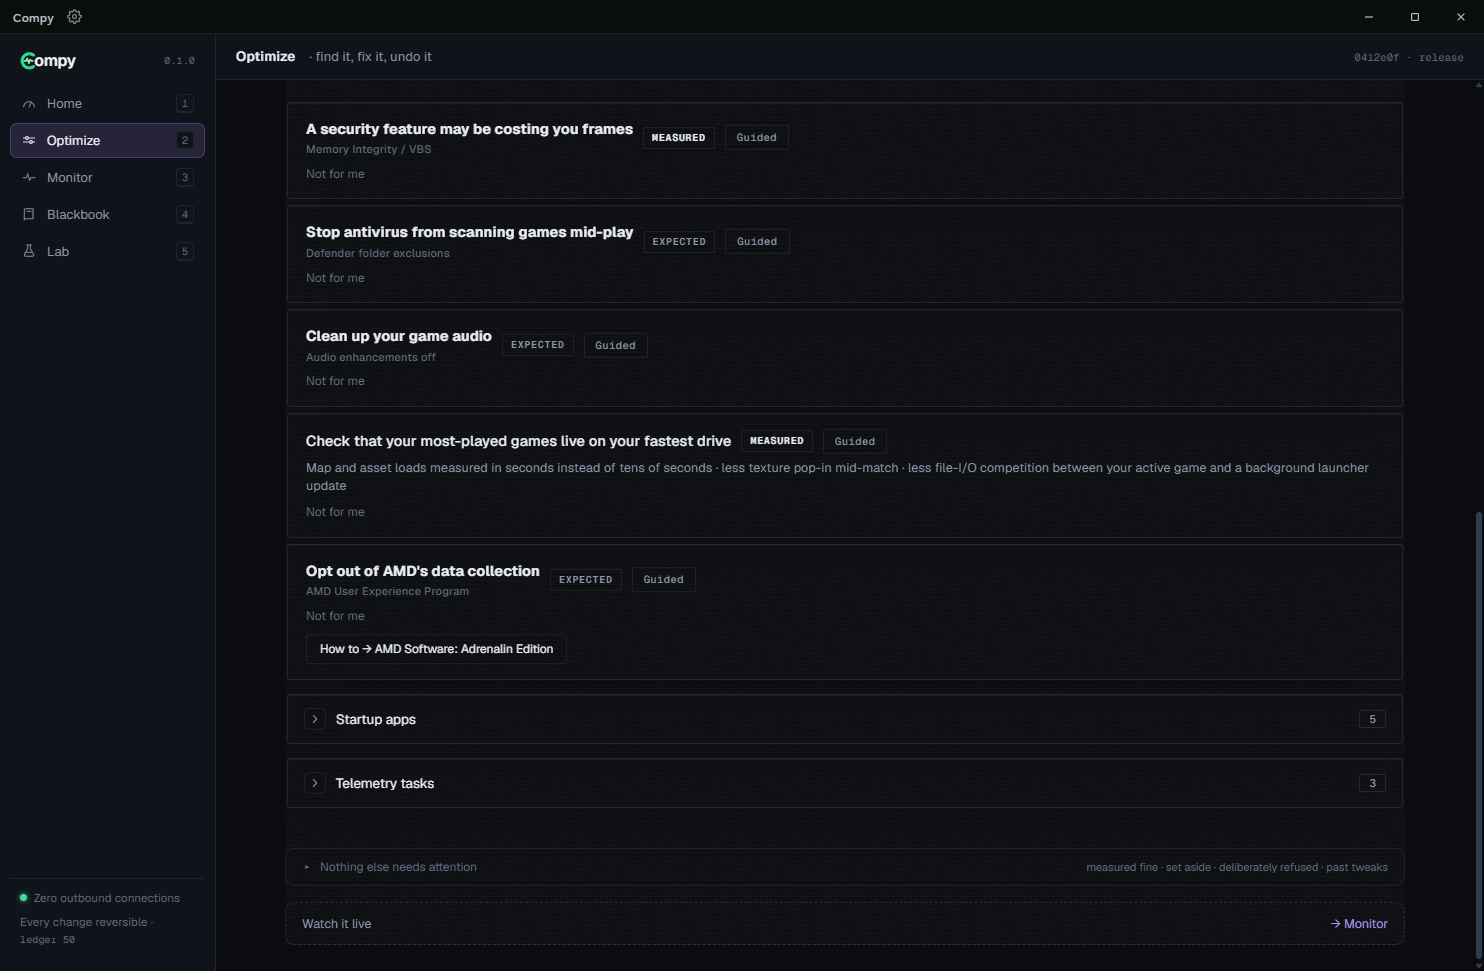 Compy
Compy
0.1.0
Home
1
Optimize
2
Monitor
3
Blackbook
4
Lab
5
Zero outbound connections
Every change reversible ·
ledger 50
Optimize · find it, fix it, undo it
0412e0f · release
A security feature may be costing you frames
MEASURED
Guided
Memory Integrity / VBS
Not for me
Stop antivirus from scanning games mid-play
EXPECTED
Guided
Defender folder exclusions
Not for me
Clean up your game audio
EXPECTED
Guided
Audio enhancements off
Not for me
Check that your most-played games live on your fastest drive
MEASURED
Guided
Map and asset loads measured in seconds instead of tens of seconds · less texture pop-in mid-match · less file-I/O competition between your active game and a background launcher
update
Not for me
Opt out of AMD's data collection
EXPECTED
Guided
AMD User Experience Program
Not for me
How to → AMD Software: Adrenalin Edition
Startup apps
5
Telemetry tasks
3
Nothing else needs attention
measured fine · set aside · deliberately refused · past tweaks
Watch it live
→ Monitor